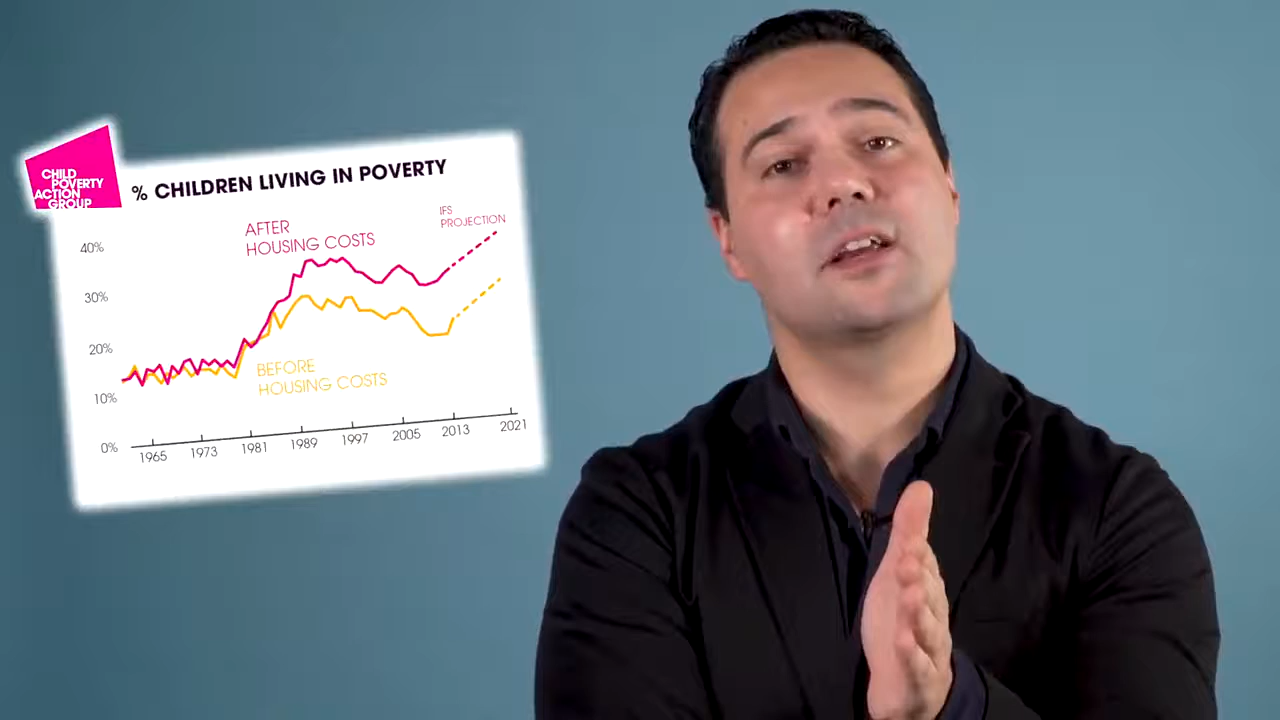 CHILD
POVERTY
ACTION
GROUP
% CHILDREN LIVING IN POVERTY
AFTER
HOUSING COSTS
IFS
PROJECTION
40%
30%
20%
10%
0%
BEFORE
HOUSING COSTS
1965 1973 1981 1989 1997 2005 2013 2021